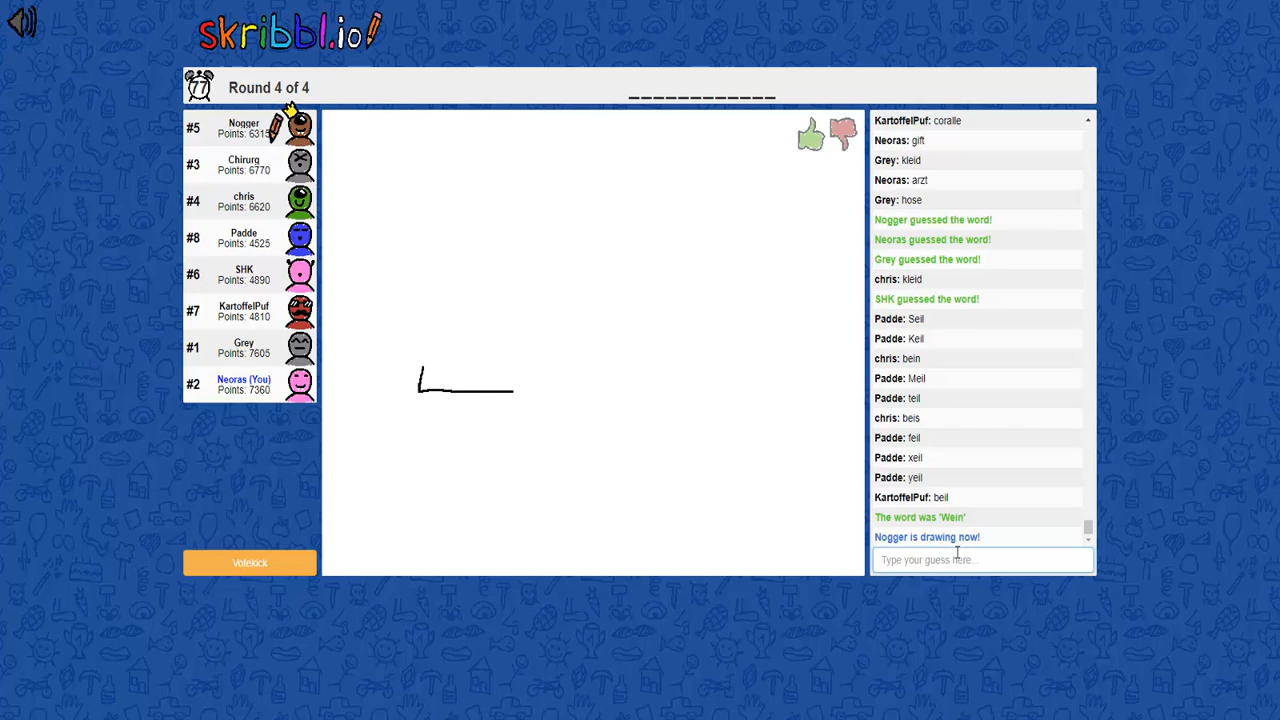 skribbl.io
77
Round 4 of 4
____________
#5
Nogger
Points: 6315
#3
Chirurg
Points: 6770
#4
chris
Points: 6620
#8
Padde
Points: 4525
#6
SHK
Points: 4890
#7
KartoffelPuf
Points: 4810
#1
Grey
Points: 7605
#2
Neoras (You)
Points: 7360
Votekick
KartoffelPuf: coralle
Neoras: gift
Grey: kleid
Neoras: arzt
Grey: hose
Nogger guessed the word!
Neoras guessed the word!
Grey guessed the word!
chris: kleid
SHK guessed the word!
Padde: Seil
Padde: Keil
chris: bein
Padde: Meil
Padde: teil
chris: beis
Padde: feil
Padde: xeil
Padde: yeil
KartoffelPuf: beil
The word was 'Wein'
Nogger is drawing now!
Type your guess here...